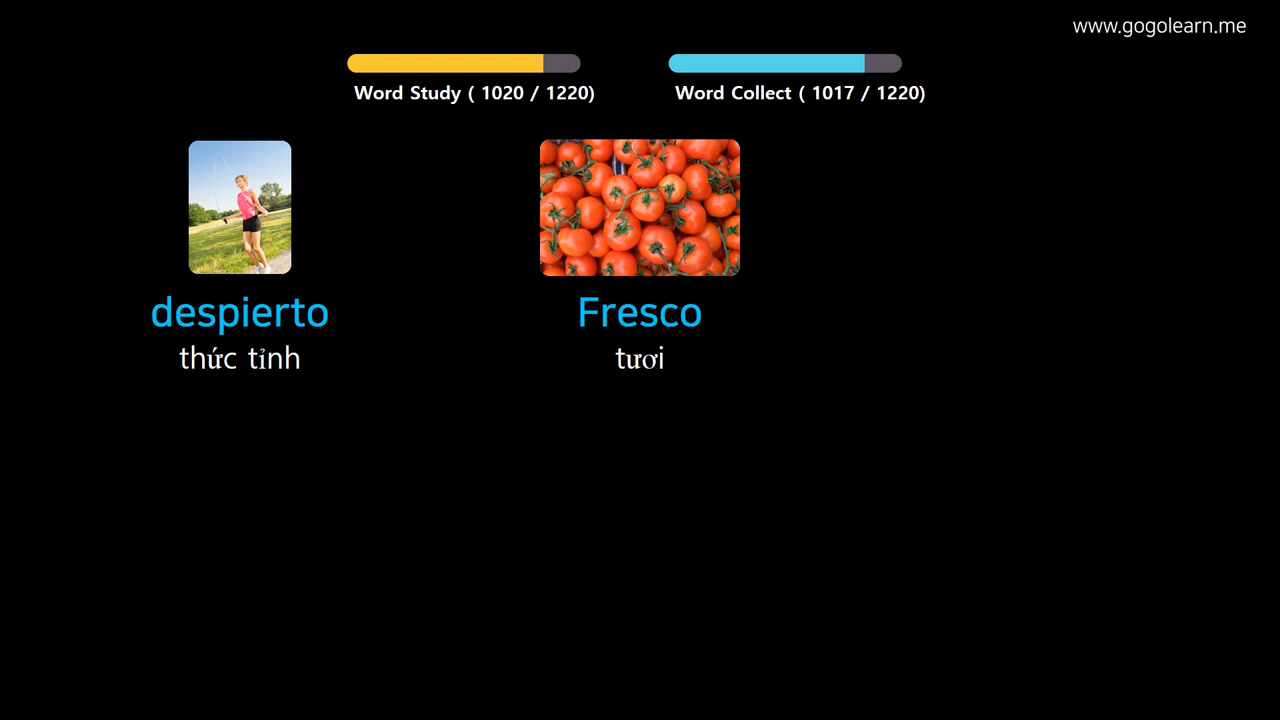 www.gogolearn.me
Word Study ( 1020 / 1220)
Word Collect ( 1017 / 1220)
despierto
thức tỉnh
Fresco
tươi